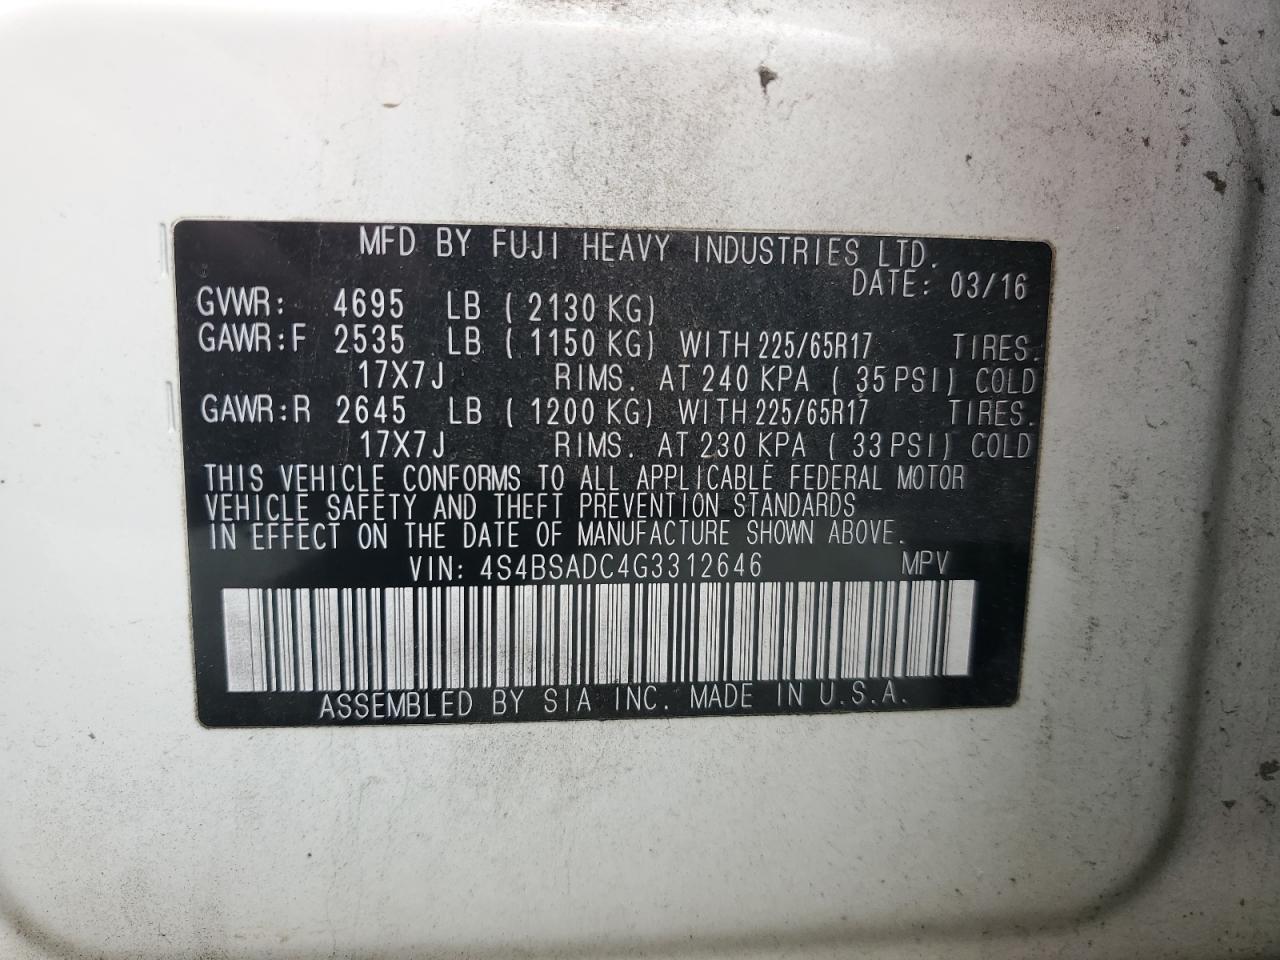 MFD BY FUJI HEAVY INDUSTRIES LTD.
DATE: 03/16
GVWR: 4695 LB ( 2130 KG)
GAWR:F 2535 LB ( 1150 KG) WITH 225/65R17 TIRES.
17X7J RIMS. AT 240 KPA ( 35 PSI) COLD
GAWR:R 2645 LB ( 1200 KG) WITH 225/65R17 TIRES.
17X7J RIMS. AT 230 KPA ( 33 PSI) COLD
THIS VEHICLE CONFORMS TO ALL APPLICABLE FEDERAL MOTOR
VEHICLE SAFETY AND THEFT PREVENTION STANDARDS
IN EFFECT ON THE DATE OF MANUFACTURE SHOWN ABOVE.
VIN: 4S4BSADC4G3312646 MPV
ASSEMBLED BY SIA INC. MADE IN U.S.A.